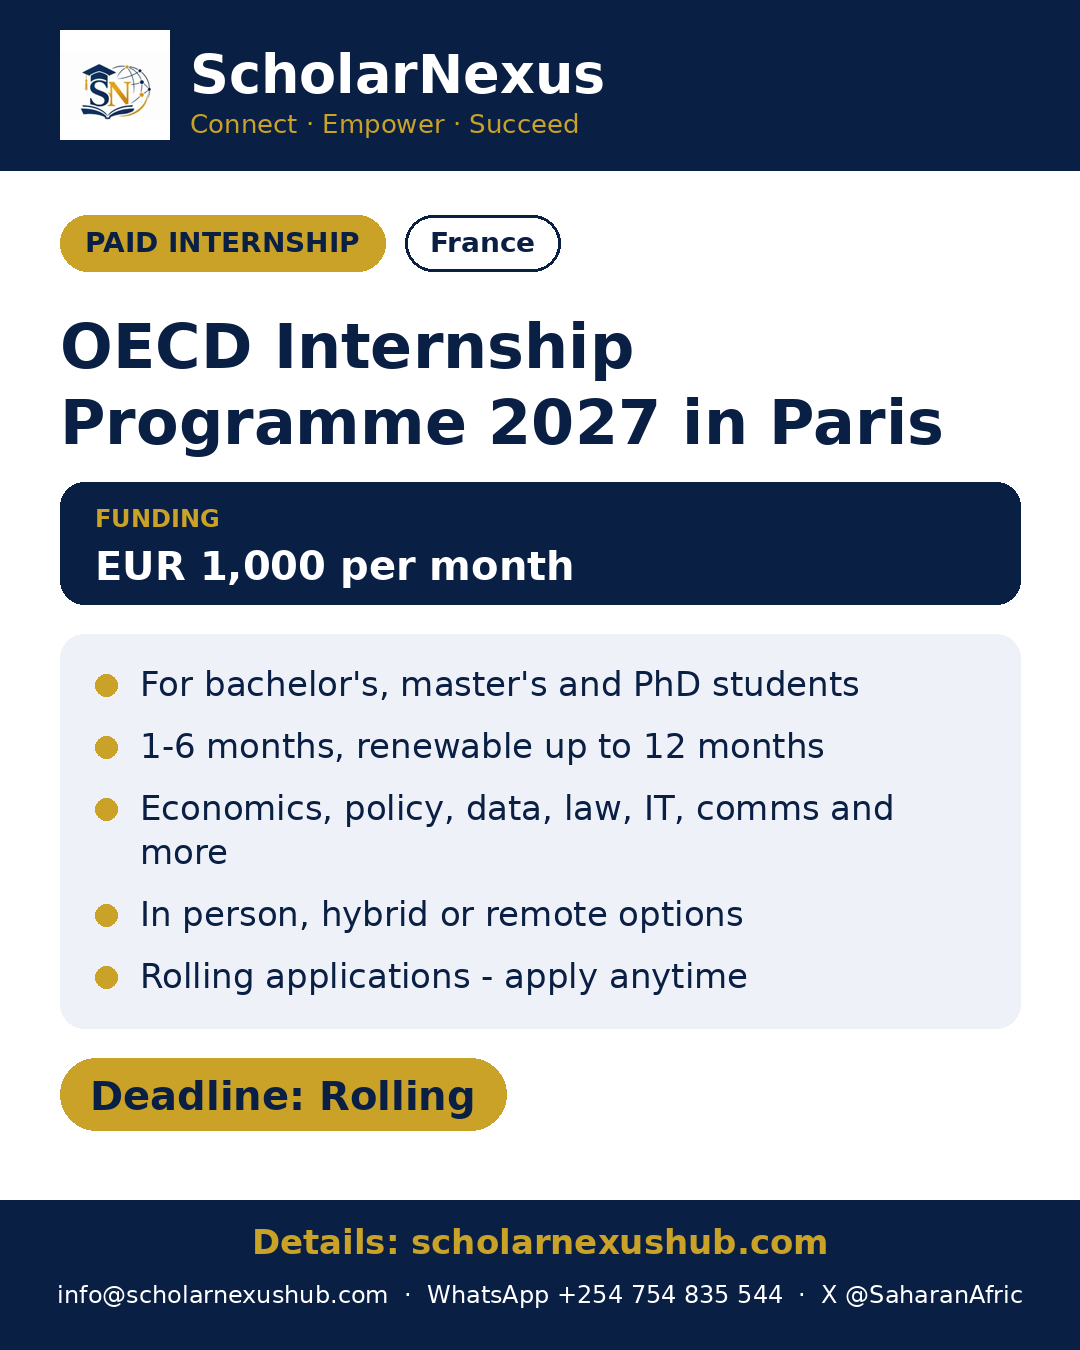 SN
ScholarNexus
Connect · Empower · Succeed
PAID INTERNSHIP
France
OECD Internship
Programme 2027 in Paris
FUNDING
EUR 1,000 per month
For bachelor's, master's and PhD students
1-6 months, renewable up to 12 months
Economics, policy, data, law, IT, comms and
more
In person, hybrid or remote options
Rolling applications - apply anytime
Deadline: Rolling
Details: scholarnexushub.com
info@scholarnexushub.com · WhatsApp +254 754 835 544 · X @SaharanAfric